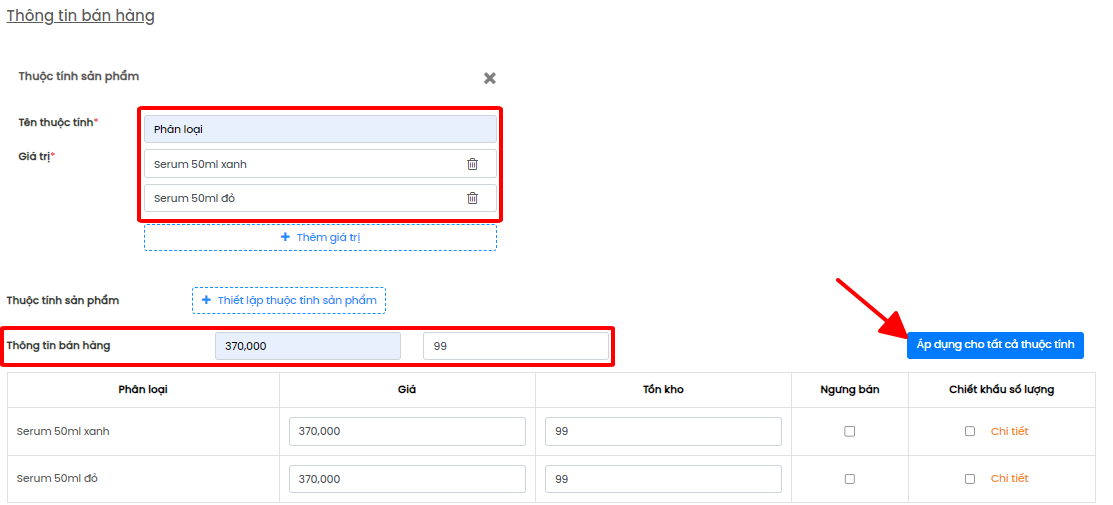 Thông tin bán hàng
Thuộc tính sản phẩm
Tên thuộc tính*
Phân loại
Giá trị*
Serum 50ml xanh
Serum 50ml đỏ
+ Thêm giá trị
Thuộc tính sản phẩm + Thiết lập thuộc tính sản phẩm
Thông tin bán hàng 370,000 99 Áp dụng cho tất cả thuộc tính
Phân loại Giá Tồn kho Ngưng bán Chiết khấu số lượng
Serum 50ml xanh 370,000 99 Chi tiết
Serum 50ml đỏ 370,000 99 Chi tiết